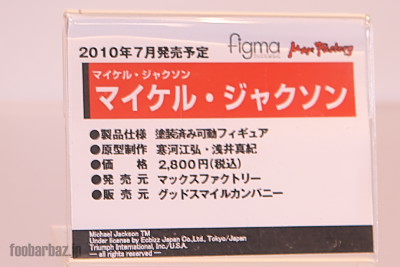 2010年7月発売予定 figma Max Factory
マイケル・ジャクソン
マイケル・ジャクソン
●製品仕様 塗装済み可動フィギュア
●原型制作 寒河江弘・浅井真紀
●価　　格 2,800円(税込)
●発 売 元 マックスファクトリー
●販 売 元 グッドスマイルカンパニー
Michael Jackson TM
Under license by Ecbizz Japan Co.,Ltd., Tokyo/Japan
Triumph International, Inc./U.S.A.
— all rights reserved —
foobarbaz.jp